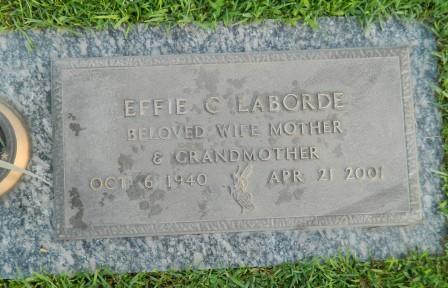 EFFIE C LABORDE
BELOVED WIFE MOTHER
& GRANDMOTHER
OCT 6 1940 APR 21 2001